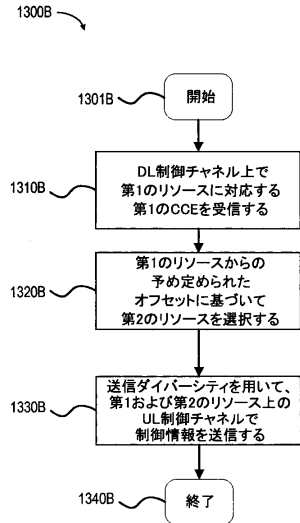 1300B
1301B
開始
1310B
DL制御チャネル上で
第1のリソースに対応する
第1のCCEを受信する
1320B
第1のリソースからの
予め定められた
オフセットに基づいて
第2のリソースを選択する
1330B
送信ダイバーシティを用いて、
第1および第2のリソース上の
UL制御チャネルで
制御情報を送信する
1340B
終了